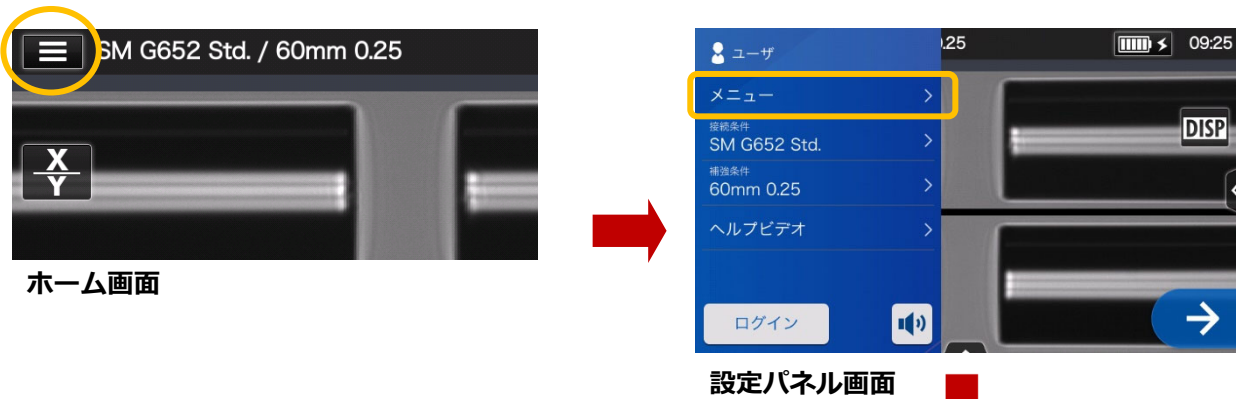 SM G652 Std. / 60mm 0.25
X
Y
ホーム画面
ユーザ
.25
09:25
メニュー
接続条件
SM G652 Std.
補強条件
60mm 0.25
ヘルプビデオ
ログイン
DISP
設定パネル画面